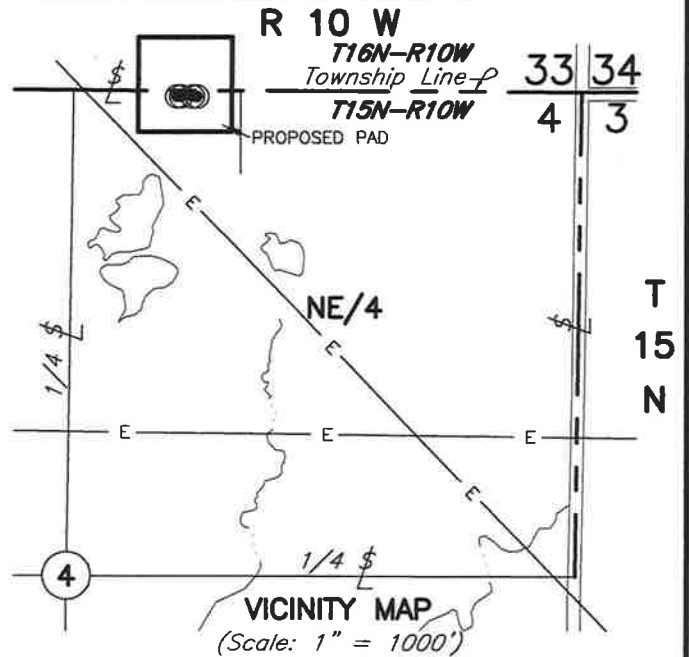 R 10 W
T16N-R10W
Township Line
33 34
T15N-R10W
4 3
PROPOSED PAD
E
NE/4
T
15
N
1/4
E
E E E
E
4
1/4
VICINITY MAP
(Scale: 1" = 1000')